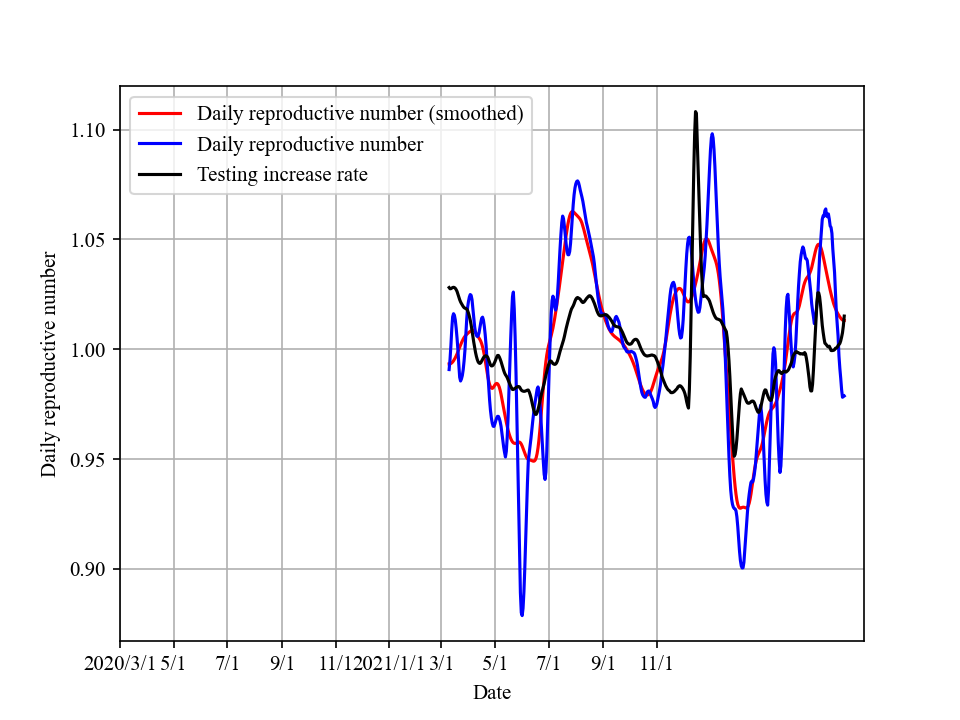 Daily reproductive number (smoothed)
Daily reproductive number
Testing increase rate
1.10
1.05
1.00
0.95
0.90
Daily reproductive number
2020/3/1 5/1 7/1 9/1 11/1 2021/1/1 3/1 5/1 7/1 9/1 11/1
Date